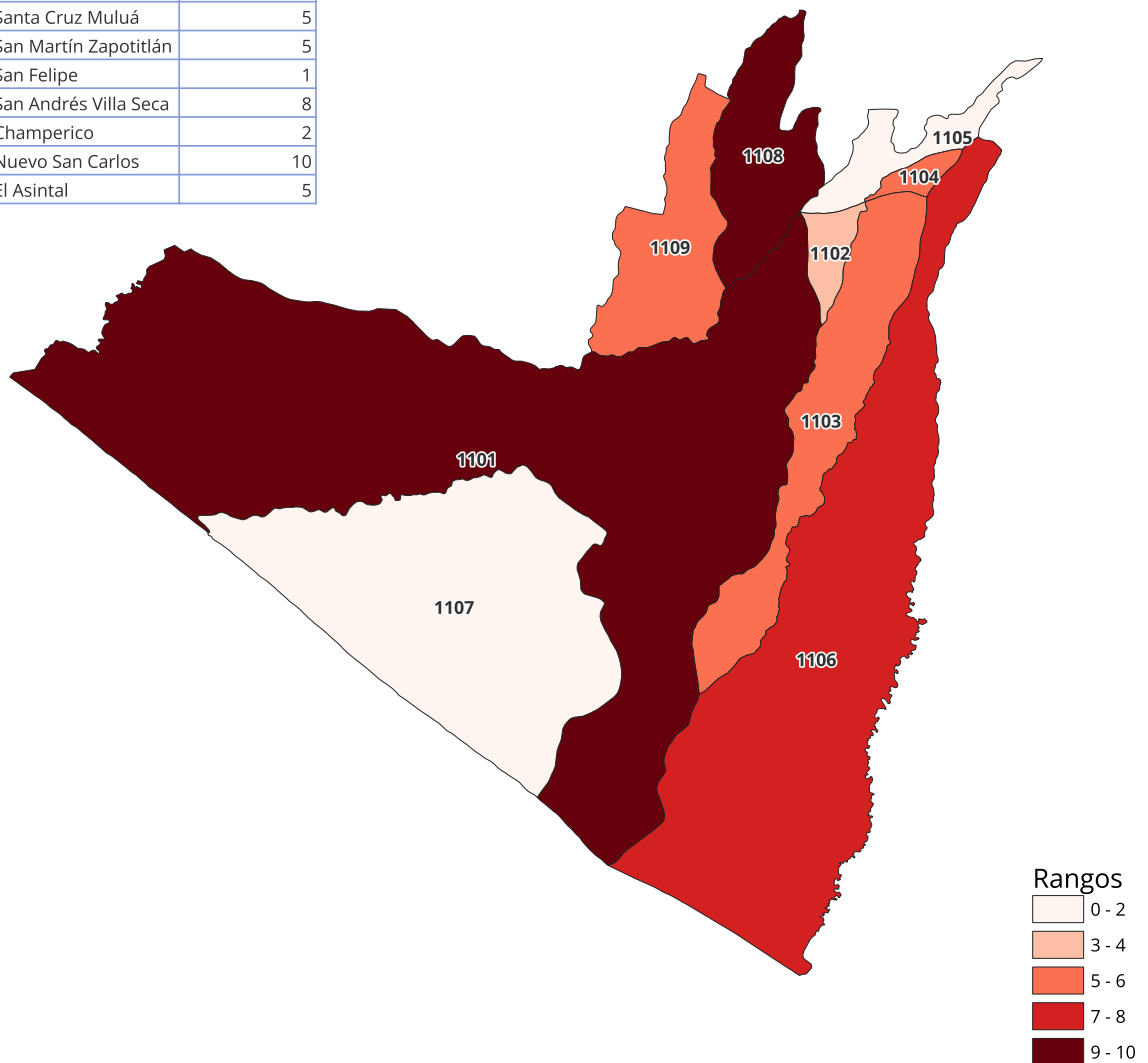 Santa Cruz Muluá 5
San Martín Zapotitlán 5
San Felipe 1
San Andrés Villa Seca 8
Champerico 2
Nuevo San Carlos 10
El Asintal 5
1108
1105
1104
1109
1102
1103
1101
1107
1106
Rangos
0 - 2
3 - 4
5 - 6
7 - 8
9 - 10